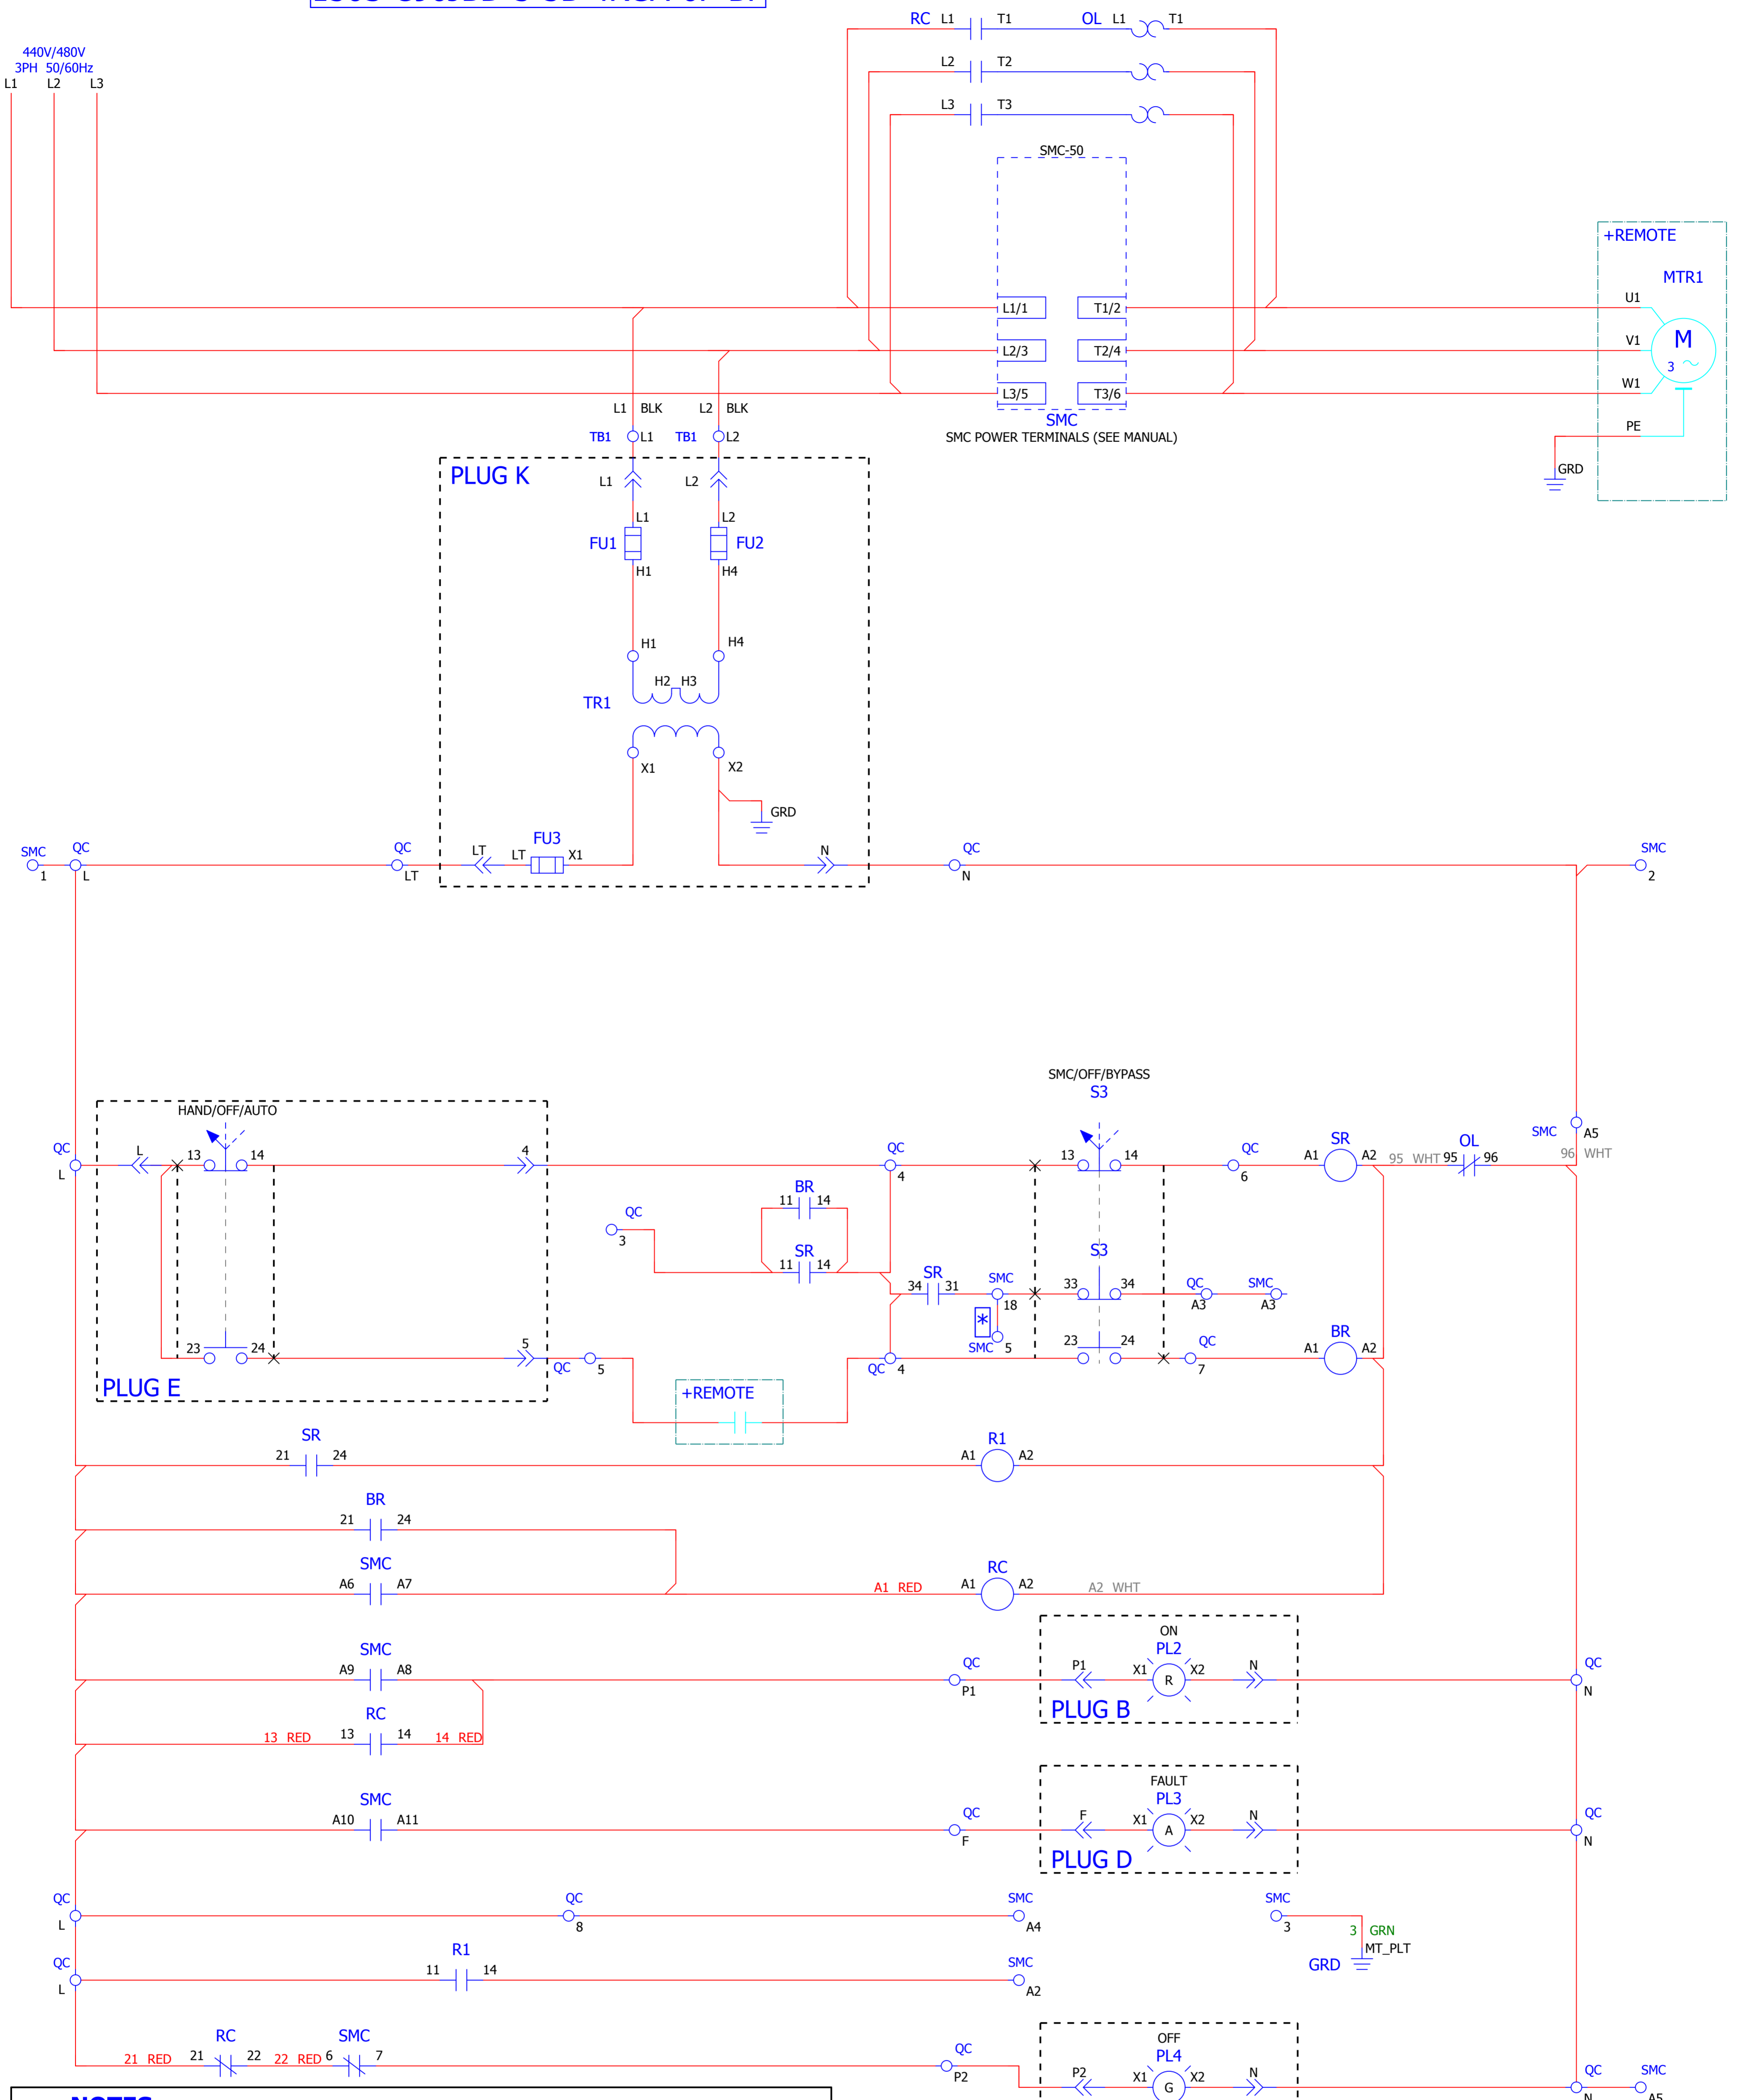 440V/480V
3PH 50/60Hz
L1 L2 L3
RC L1 T1 OL L1 T1
L2 T2
L3 T3
SMC-50
+REMOTE
MTR1
L1/1 T1/2 U1
L2/3 T2/4 V1
M
3
L3/5 T3/6 W1
SMC
SMC POWER TERMINALS (SEE MANUAL)
PE
GRD
L1 BLK L2 BLK
TB1 L1 TB1 L2
PLUG K
L1 L2
L1 L2
FU1 FU2
H1 H4
H1 H4
H2 H3
TR1
X1 X2
GRD
FU3
SMC QC QC LT LT X1 N QC SMC
1 L LT N 2
SMC/OFF/BYPASS
S3
HAND/OFF/AUTO
QC L 13 14 4 QC 13 14 QC SR OL SMC A5
L 4 6 A1 A2 95 WHT 95 96 96 WHT
BR
11 14
QC
3
SR
11 14
S3
SR
34 31 SMC 33 34 QC SMC
18 A3 A3
*
SMC 5
BR
23 24 5 QC 5 QC 4 23 24 QC 7 A1 A2
PLUG E
+REMOTE
SR R1
21 24 A1 A2
BR
21 24
SMC RC
A6 A7 A1 RED A1 A2 A2 WHT
ON
SMC PL2
A9 A8 QC P1 X1 R X2 N QC
P1 N
PLUG B
RC
13 RED 13 14 14 RED
FAULT
SMC PL3
A10 A11 QC F X1 A X2 N QC
F N
PLUG D
QC QC SMC SMC
L 8 A4 3
3 GRN
MT_PLT
GRD
QC R1 SMC
L 11 14 A2
OFF
RC SMC PL4
21 RED 21 22 22 RED 6 7 QC P2 X1 G X2 N QC SMC
P2 N A5